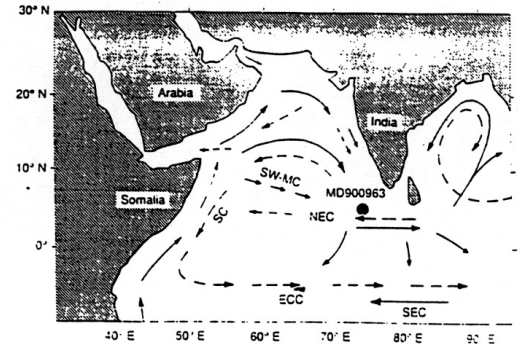 30° N
Arabia
20° N
India
10° N
MD900963
SW-MC
Somalia
SC
NEC
0°
ECC
SEC
40° E 50° E 60° E 70° E 80° E 90° E